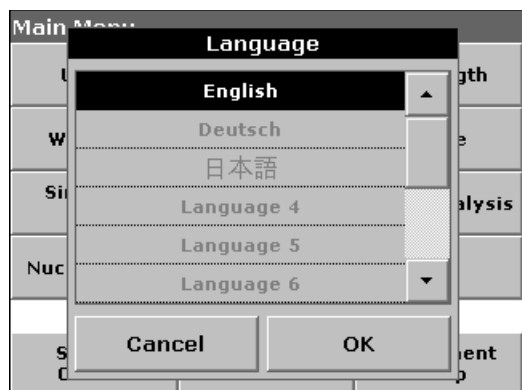 Main Menu
Language
English
Deutsch
日本語
Language 4
Language 5
Language 6
Cancel
OK
gth
alysis
Nuc